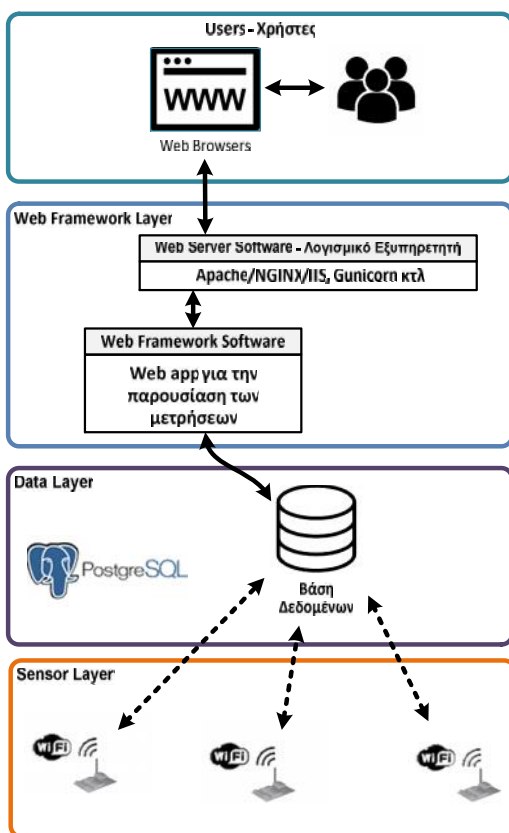 Users - Χρήστες
WWW
Web Browsers
Web Framework Layer
Web Server Software - Λογισμικό Εξυπηρετητή
Apache/NGINX/IIS, Gunicorn κτλ
Web Framework Software
Web app για την
παρουσίαση των
μετρήσεων
Data Layer
PostgreSQL
Βάση
Δεδομένων
Sensor Layer
WiFi
WiFi
WiFi